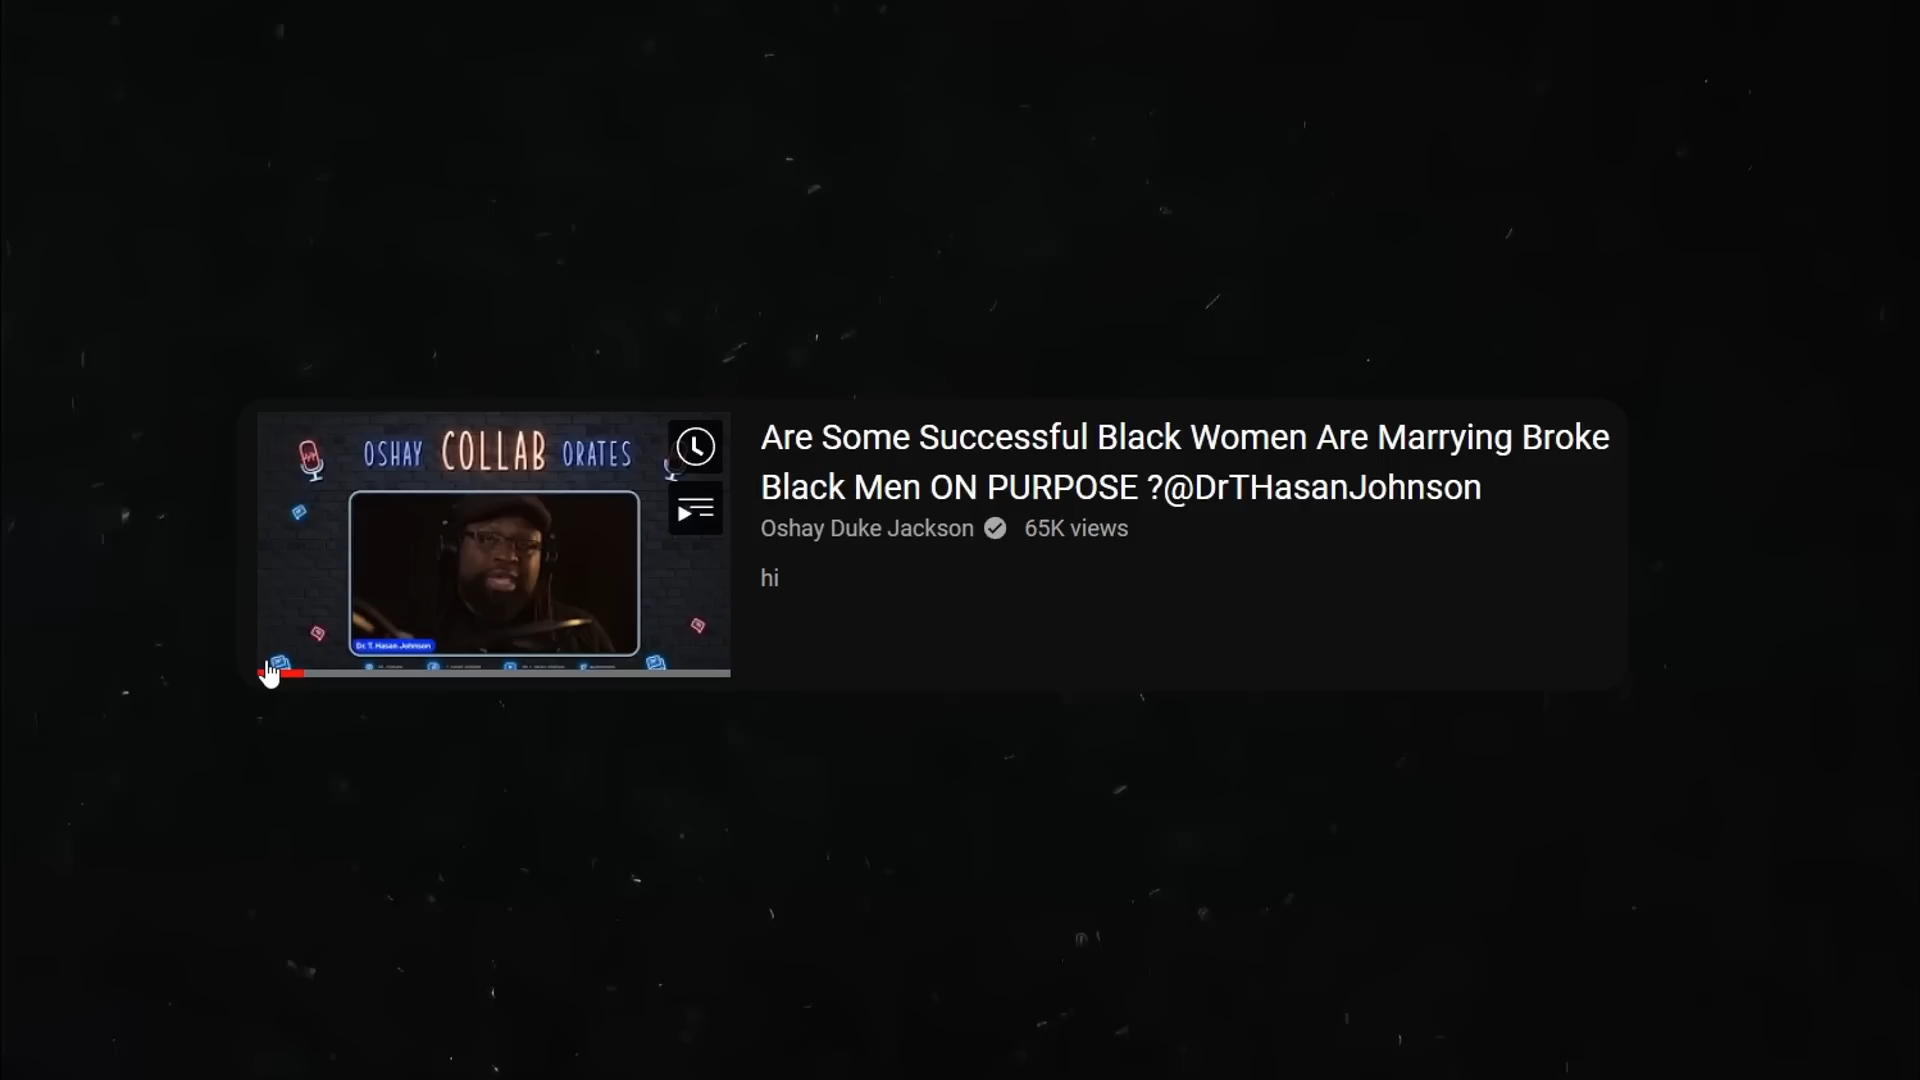 OSHAY COLLAB ORATES
Dr. T. Hasan Johnson
Are Some Successful Black Women Are Marrying Broke
Black Men ON PURPOSE ?@DrTHasanJohnson
Oshay Duke Jackson 65K views
hi